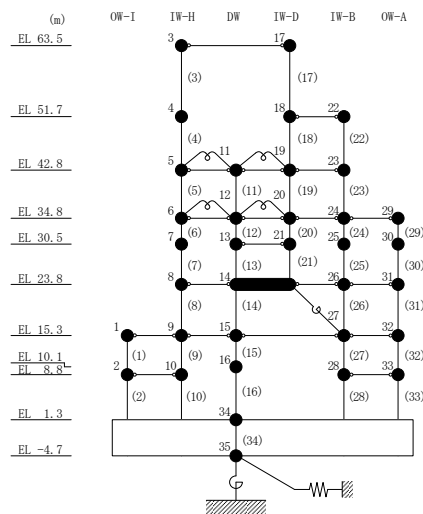 (m) OW-I IW-H DW IW-D IW-B OW-A
EL 63.5 3 17
(3) (17)
EL 51.7 4 18 22
(4) (18) (22)
11 19
EL 42.8 5 23
(5) (11) (19) (23)
12 20
EL 34.8 6 24 29
(6) (12) (20) (24) (29)
EL 30.5 7 13 21 25 30
(7) (13) (21) (25) (30)
EL 23.8 8 14 26 31
(8) (14) (26) (31)
27
EL 15.3 1 9 15 32
(1) (9) (15) (27) (32)
EL 10.1 16
EL 8.8 2 10 28 33
(2) (10) (16) (28) (33)
EL 1.3 34
EL -4.7 35 (34)